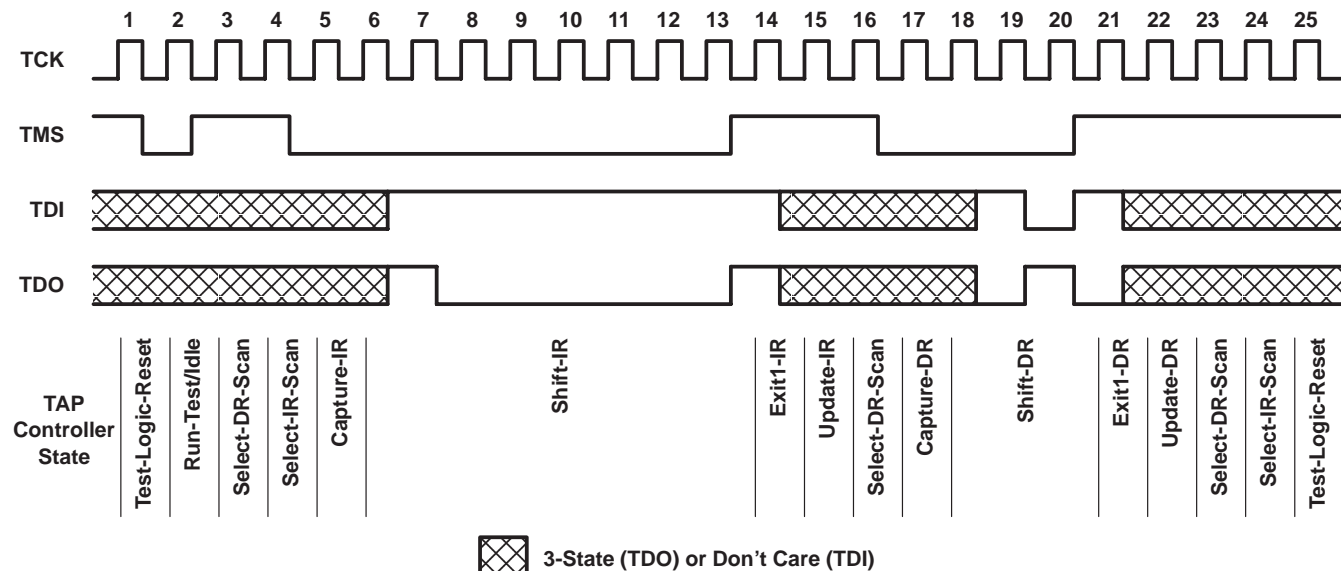 1 2 3 4 5 6 7 8 9 10 11 12 13 14 15 16 17 18 19 20 21 22 23 24 25
TCK
TMS
TDI
TDO
TAP
Controller
State
Test-Logic-Reset
Run-Test/Idle
Select-DR-Scan
Select-IR-Scan
Capture-IR
Shift-IR
Exit1-IR
Update-IR
Select-DR-Scan
Capture-DR
Shift-DR
Exit1-DR
Update-DR
Select-DR-Scan
Select-IR-Scan
Test-Logic-Reset
3-State (TDO) or Don’t Care (TDI)